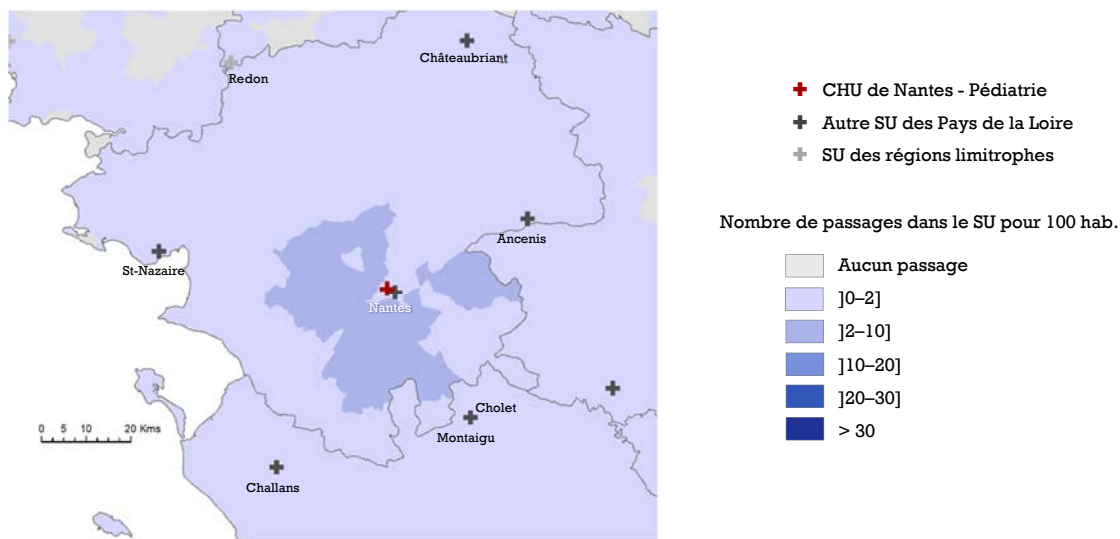 Châteaubriant
Redon
Ancenis
St-Nazaire
Nantes
Cholet
Montaigu
Challans
0 5 10 20 Kms
CHU de Nantes - Pédiatrie
Autre SU des Pays de la Loire
SU des régions limitrophes
Nombre de passages dans le SU pour 100 hab.
Aucun passage
]0–2]
]2–10]
]10–20]
]20–30]
> 30